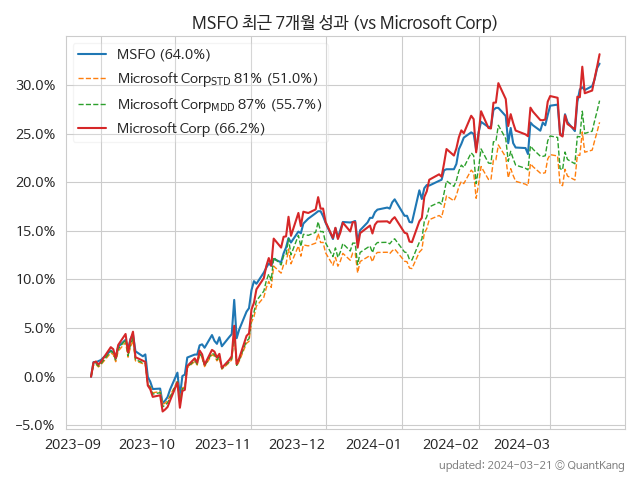 MSFO 최근 7개월 성과 (vs Microsoft Corp)
MSFO (64.0%)
Microsoft CorpSTD 81% (51.0%)
Microsoft CorpMDD 87% (55.7%)
Microsoft Corp (66.2%)
30.0%
25.0%
20.0%
15.0%
10.0%
5.0%
0.0%
−5.0%
2023-09 2023-10 2023-11 2023-12 2024-01 2024-02 2024-03
updated: 2024-03-21 © QuantKang